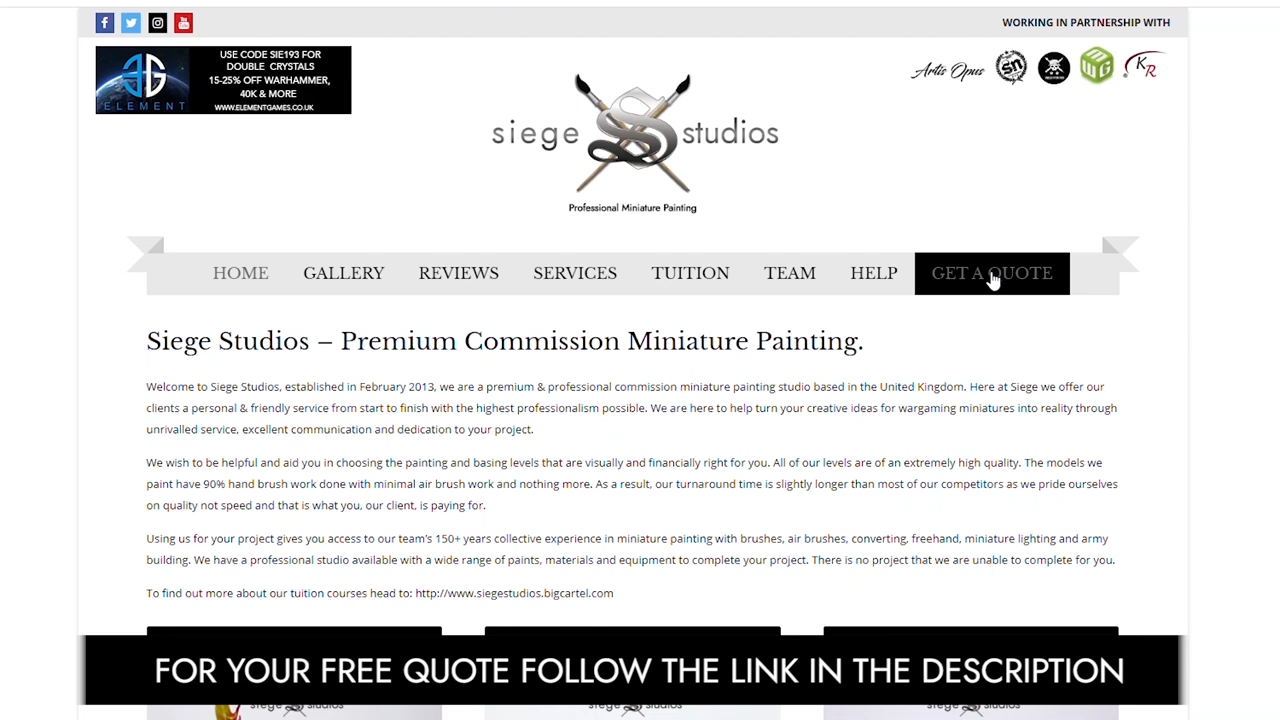 WORKING IN PARTNERSHIP WITH
USE CODE SIE193 FOR
DOUBLE CRYSTALS
15-25% OFF WARHAMMER,
40K & MORE
WWW.ELEMENTGAMES.CO.UK
ELEMENT
Artis Opus
KR
siege S studios
Professional Miniature Painting
HOME GALLERY REVIEWS SERVICES TUITION TEAM HELP GET A QUOTE
Siege Studios – Premium Commission Miniature Painting.
Welcome to Siege Studios, established in February 2013, we are a premium & professional commission miniature painting studio based in the United Kingdom. Here at Siege we offer our
clients a personal & friendly service from start to finish with the highest professionalism possible. We are here to help turn your creative ideas for wargaming miniatures into reality through
unrivalled service, excellent communication and dedication to your project.
We wish to be helpful and aid you in choosing the painting and basing levels that are visually and financially right for you. All of our levels are of an extremely high quality. The models we
paint have 90% hand brush work done with minimal air brush work and nothing more. As a result, our turnaround time is slightly longer than most of our competitors as we pride ourselves
on quality not speed and that is what you, our client, is paying for.
Using us for your project gives you access to our team's 150+ years collective experience in miniature painting with brushes, air brushes, converting, freehand, miniature lighting and army
building. We have a professional studio available with a wide range of paints, materials and equipment to complete your project. There is no project that we are unable to complete for you.
To find out more about our tuition courses head to: http://www.siegestudios.bigcartel.com
FOR YOUR FREE QUOTE FOLLOW THE LINK IN THE DESCRIPTION